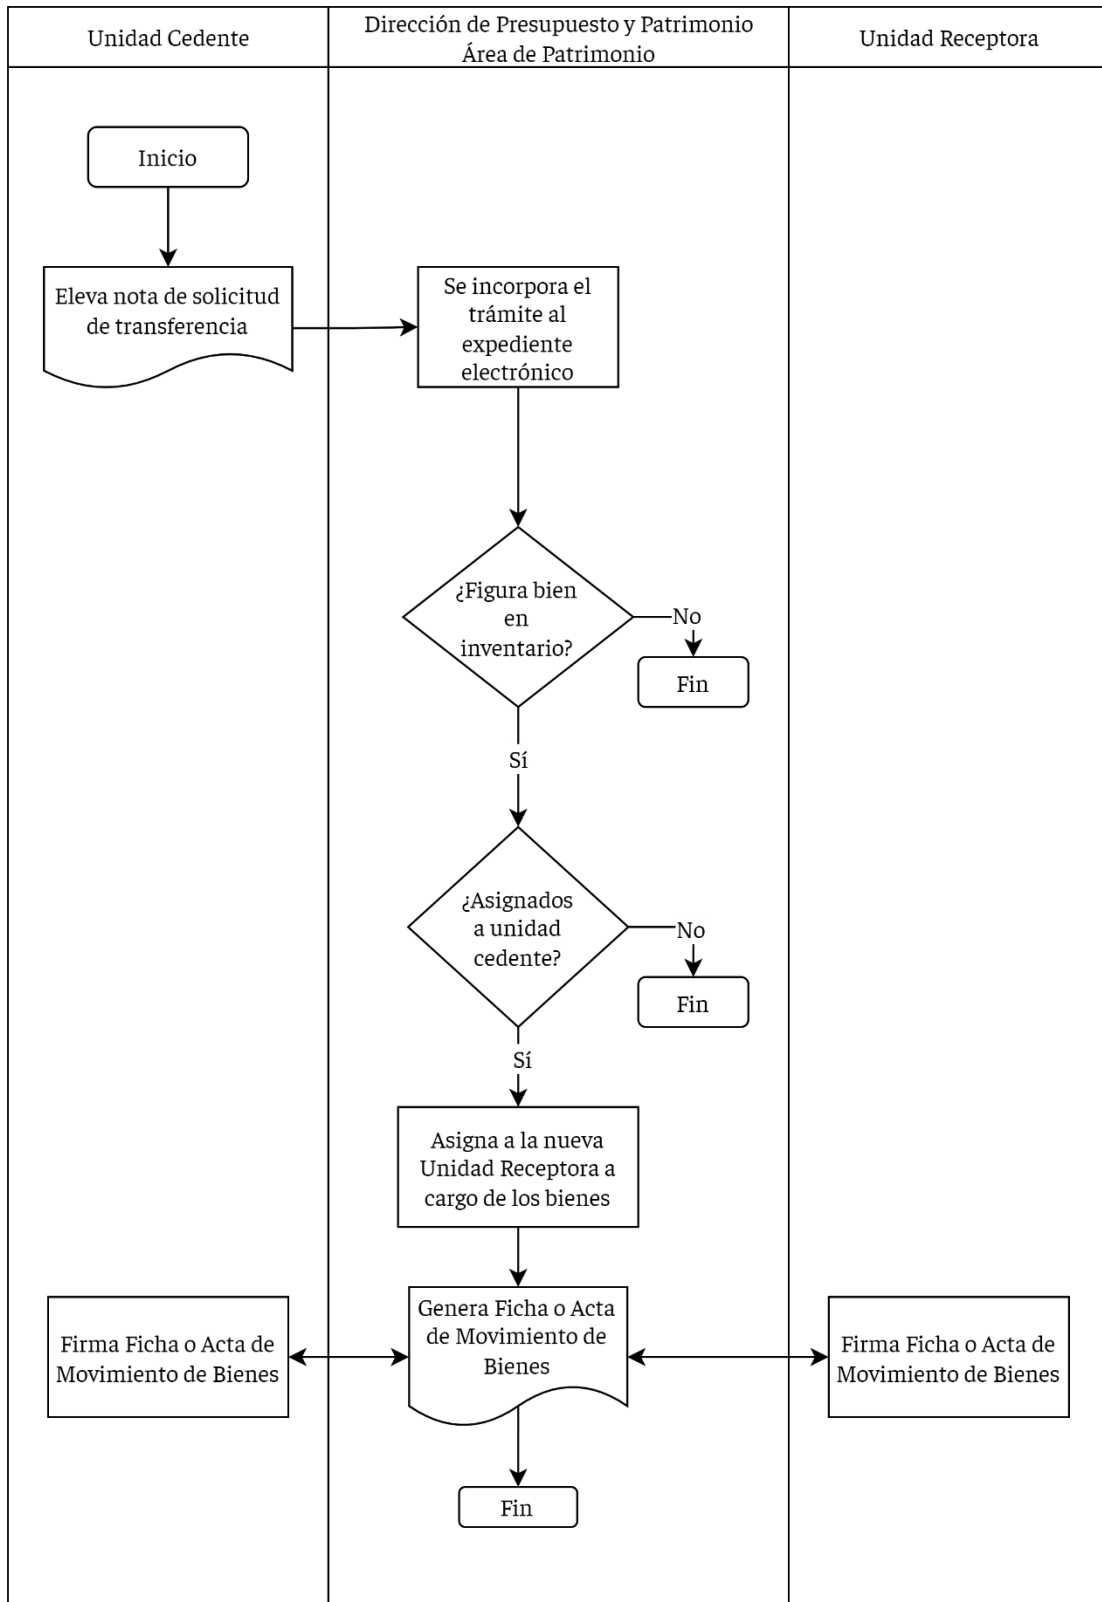 Unidad Cedente
Dirección de Presupuesto y Patrimonio
Área de Patrimonio
Unidad Receptora
Inicio
Eleva nota de solicitud
de transferencia
Se incorpora el
trámite al
expediente
electrónico
¿Figura bien
en
inventario?
No
Fin
Sí
¿Asignados
a unidad
cedente?
No
Fin
Sí
Asigna a la nueva
Unidad Receptora a
cargo de los bienes
Firma Ficha o Acta de
Movimiento de Bienes
Genera Ficha o Acta
de Movimiento de
Bienes
Firma Ficha o Acta de
Movimiento de Bienes
Fin